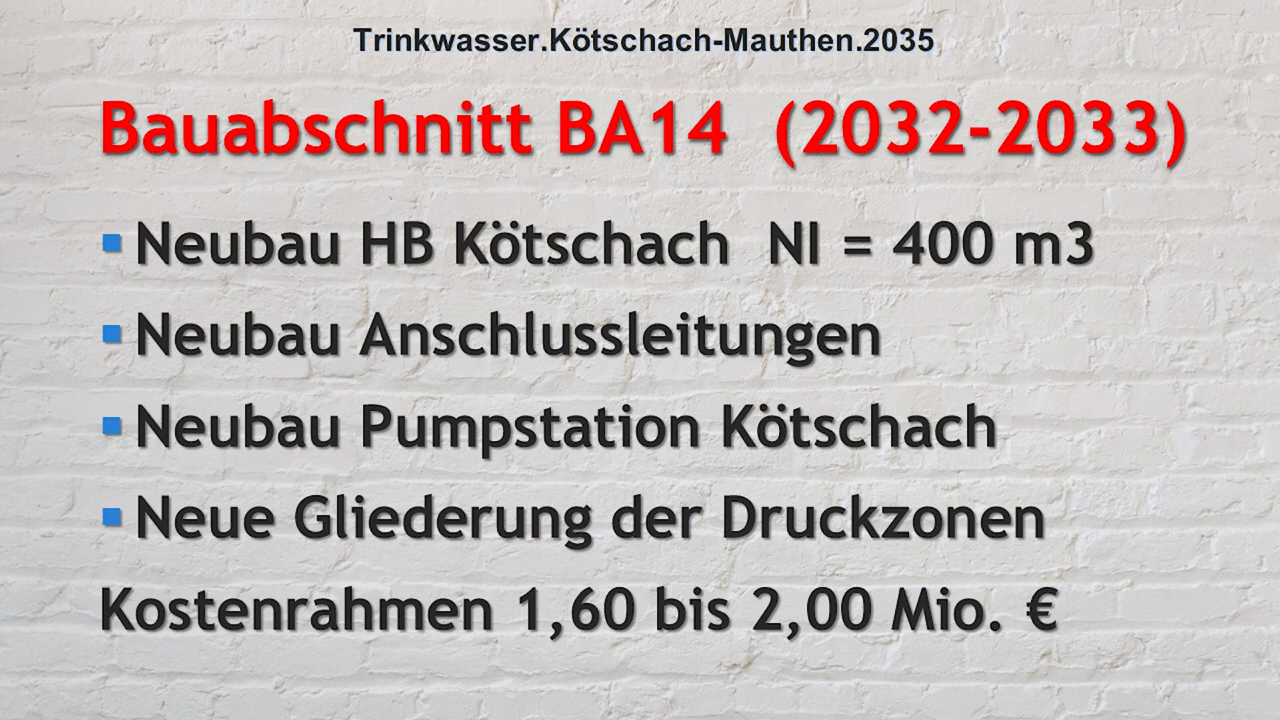 Trinkwasser.Kötschach-Mauthen.2035
Bauabschnitt BA14 (2032-2033)
▪ Neubau HB Kötschach NI = 400 m3
▪ Neubau Anschlussleitungen
▪ Neubau Pumpstation Kötschach
▪ Neue Gliederung der Druckzonen
Kostenrahmen 1,60 bis 2,00 Mio. €